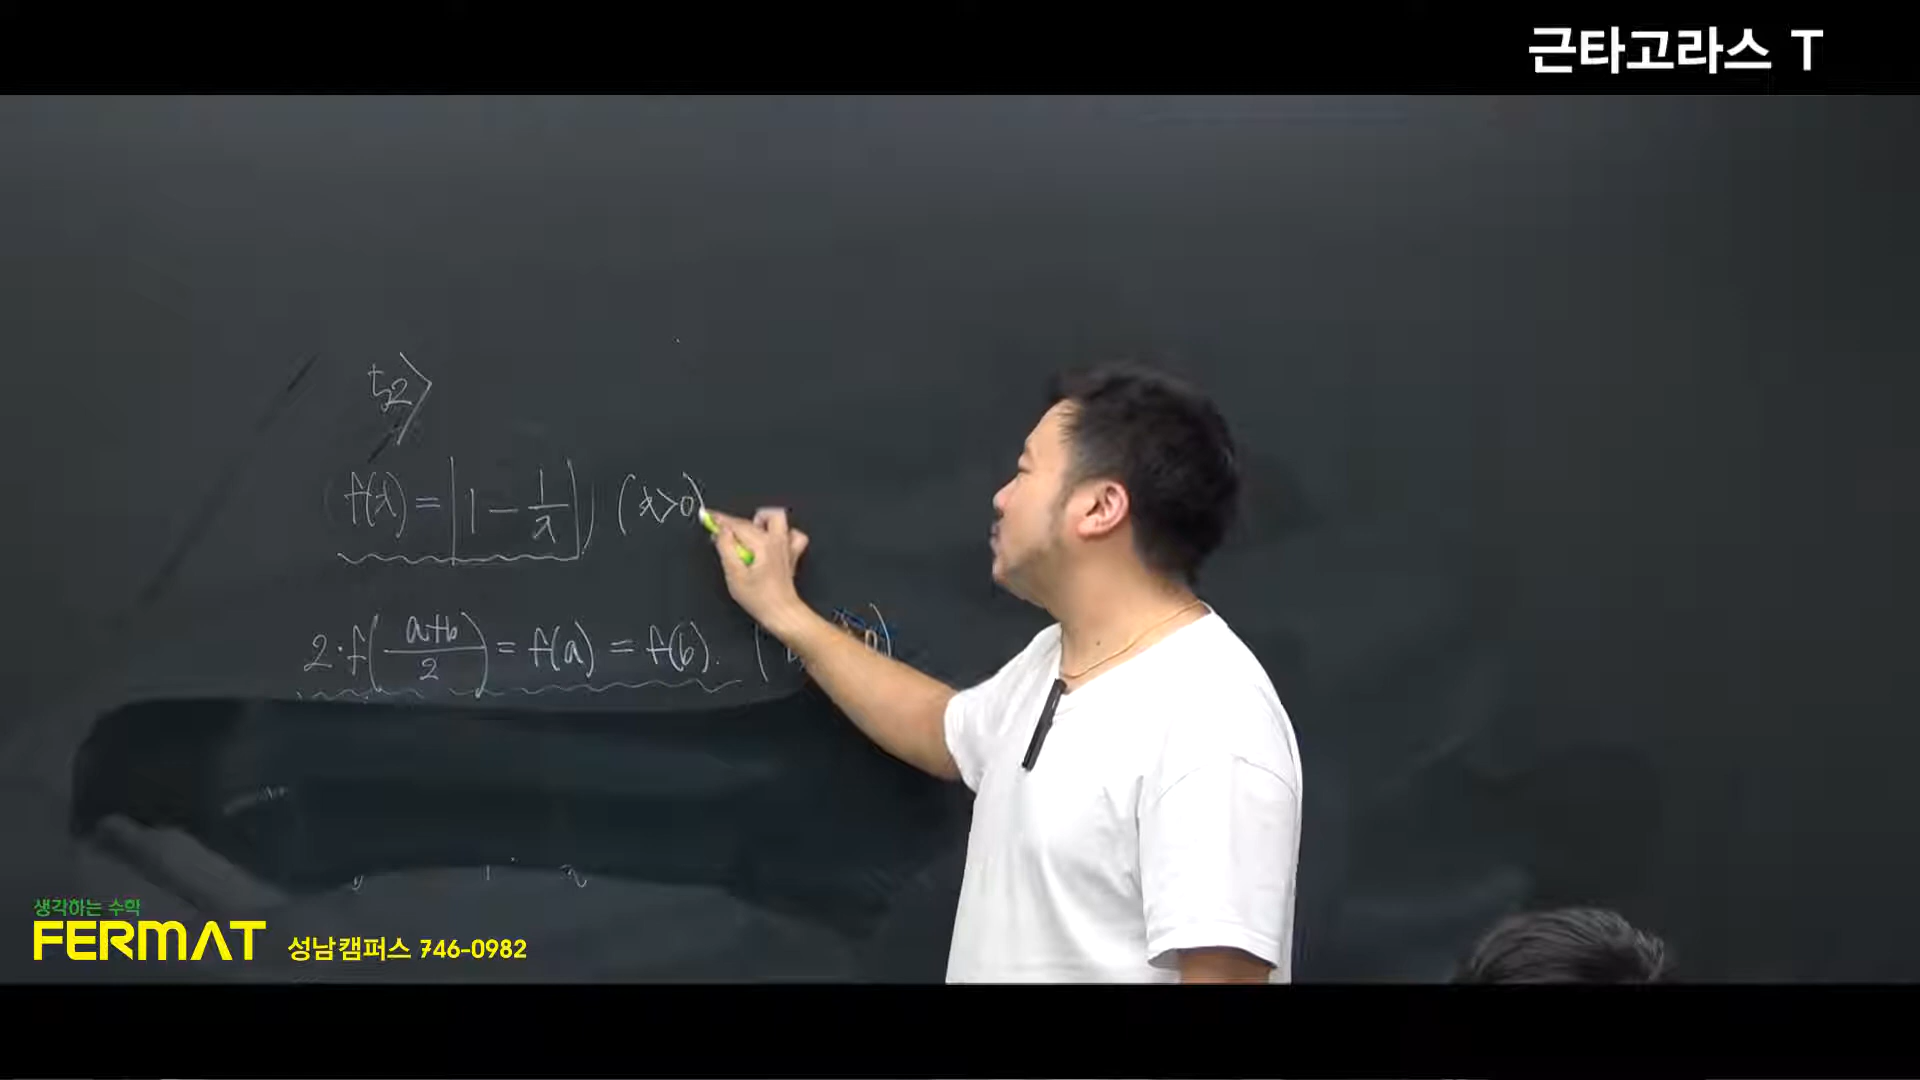 근타고라스 T
52>
f(x) = |1 - 1/x| (x>0)
2·f((a+b)/2) = f(a) = f(b).
생각하는 수학
FERMAT 성남캠퍼스 746-0982